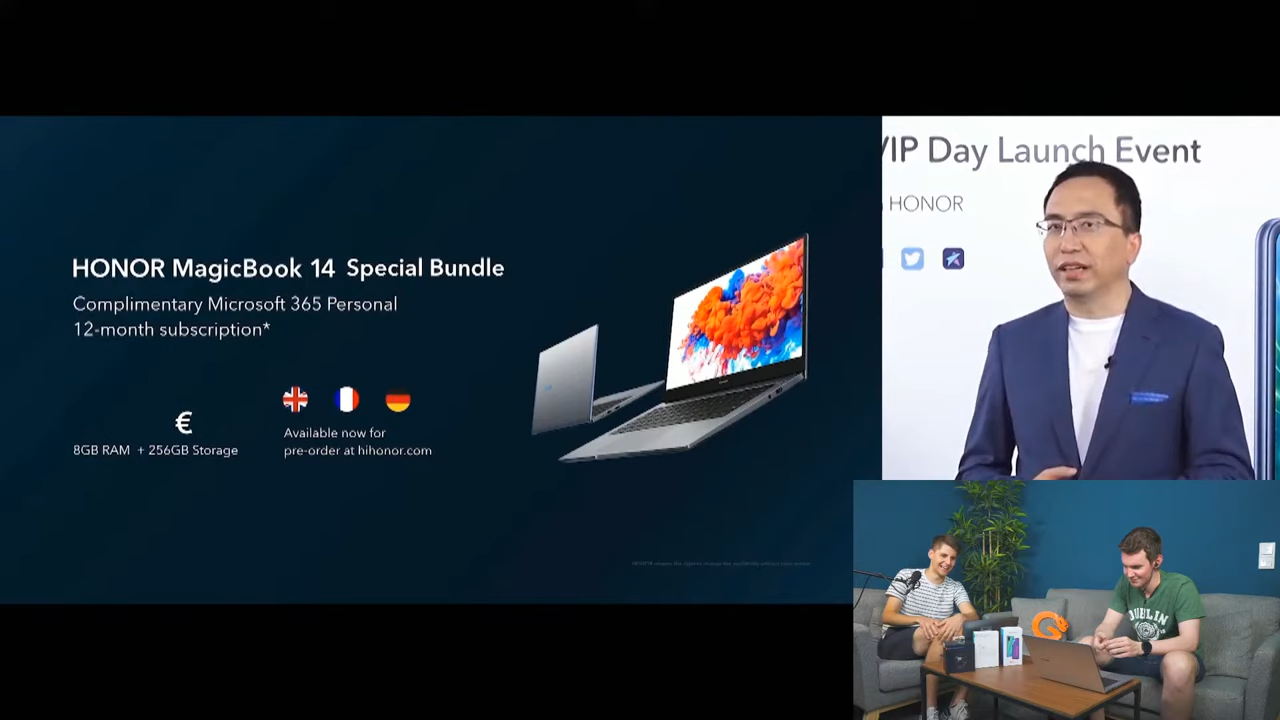 HONOR MagicBook 14 Special Bundle
Complimentary Microsoft 365 Personal
12-month subscription*
€
8GB RAM + 256GB Storage
Available now for
pre-order at hihonor.com
VIP Day Launch Event
HONOR
DUBLIN